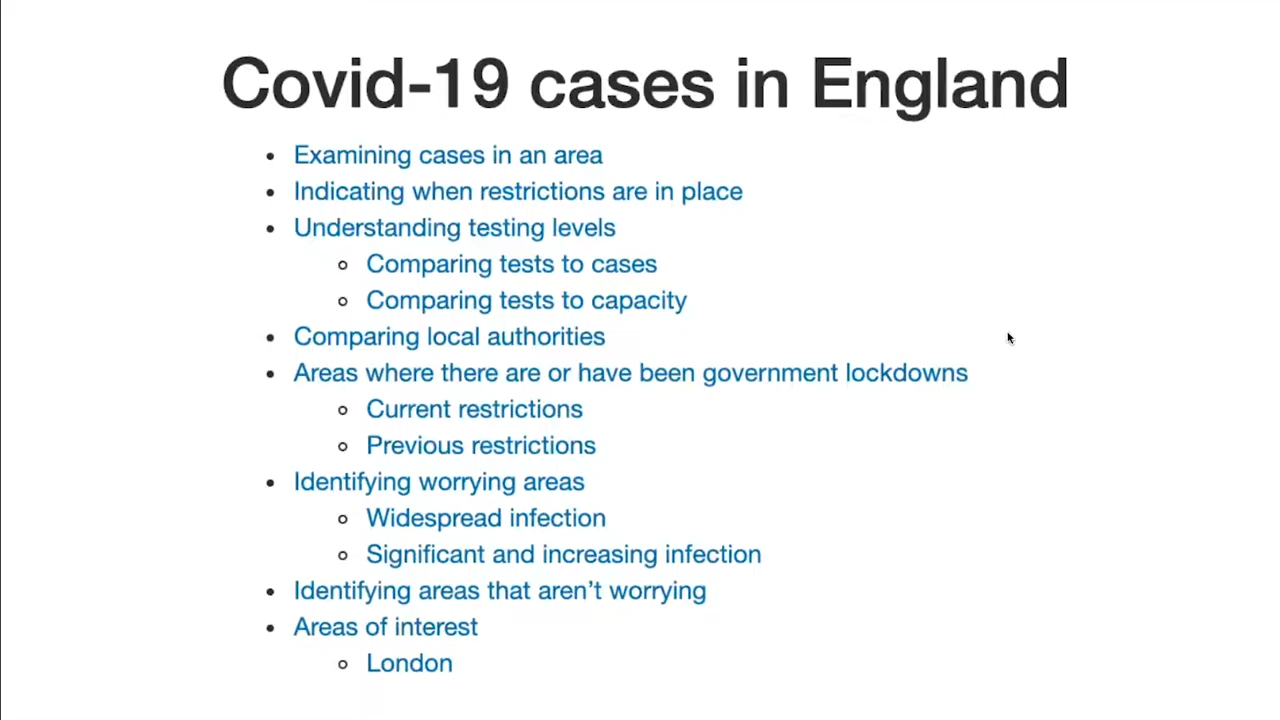 Covid-19 cases in England
Examining cases in an area
Indicating when restrictions are in place
Understanding testing levels
Comparing tests to cases
Comparing tests to capacity
Comparing local authorities
Areas where there are or have been government lockdowns
Current restrictions
Previous restrictions
Identifying worrying areas
Widespread infection
Significant and increasing infection
Identifying areas that aren’t worrying
Areas of interest
London